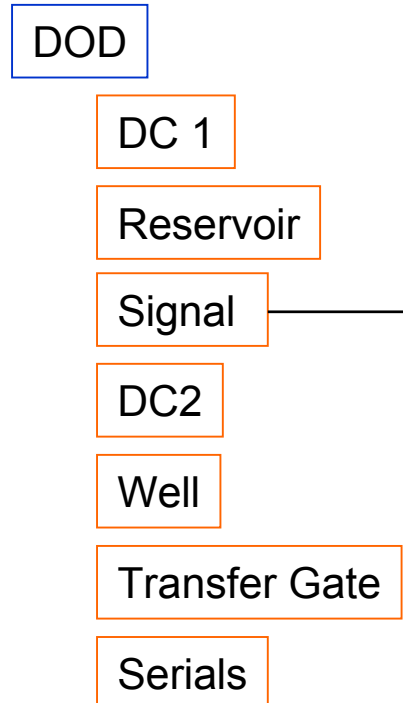 DOD
DC 1
Reservoir
Signal
DC2
Well
Transfer Gate
Serials